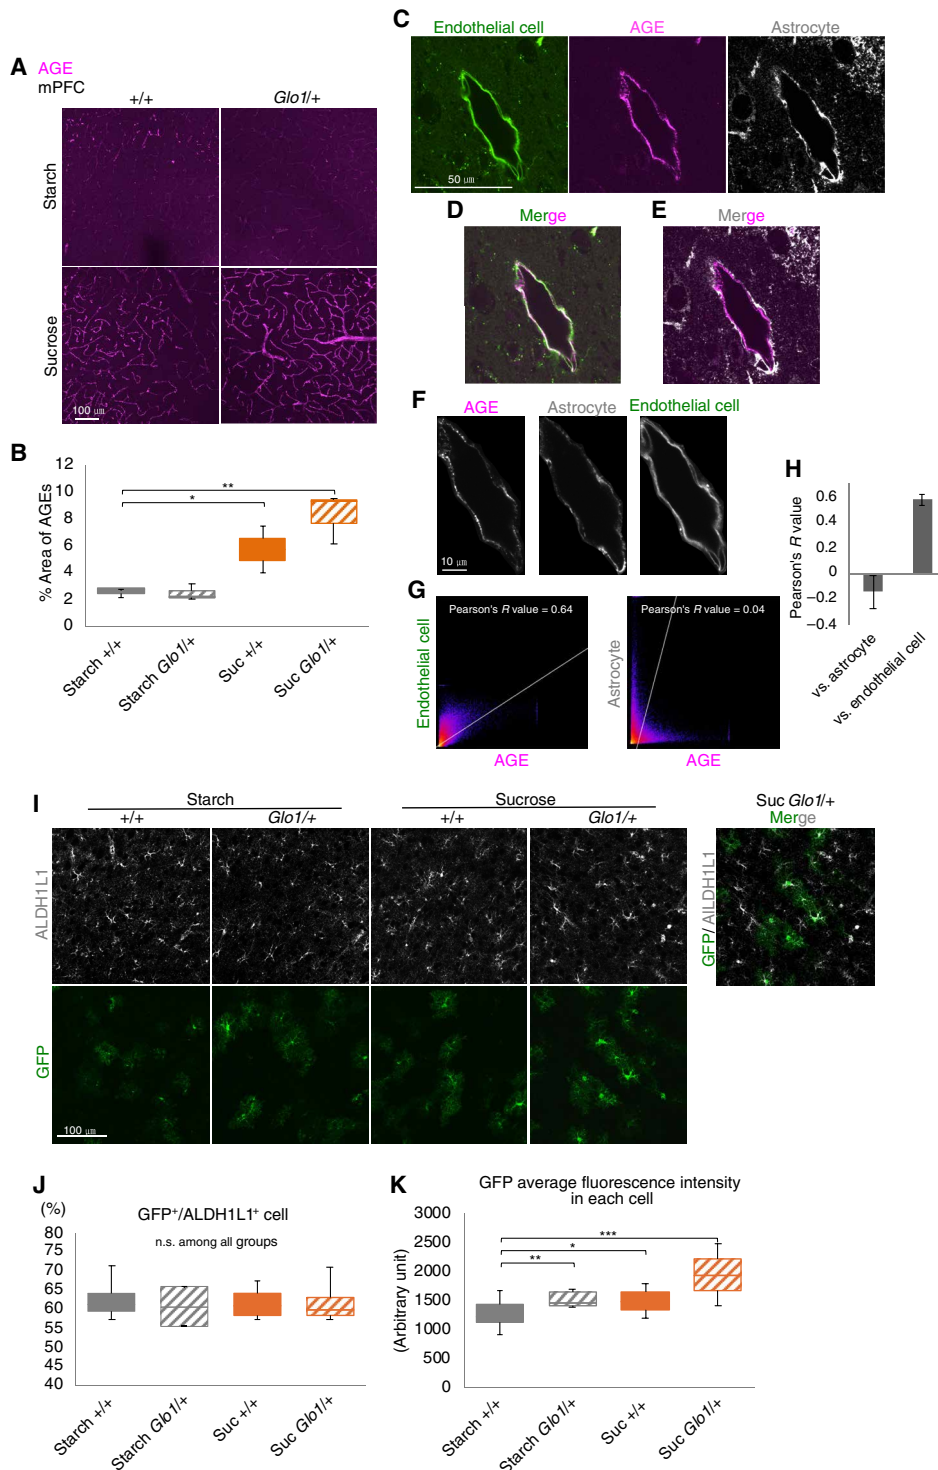 A
AGE
mPFC
+/+
Glo1/+
Starch
Sucrose
100 ㎛
B
% Area of AGEs
12
10
8
6
4
2
0
**
*
Starch +/+
Starch Glo1/+
Suc +/+
Suc Glo1/+
C
Endothelial cell
AGE
Astrocyte
50 ㎛
D
Merge
E
Merge
F
AGE
Astrocyte
Endothelial cell
10 ㎛
G
Pearson's R value = 0.64
Endothelial cell
AGE
Pearson's R value = 0.04
Astrocyte
AGE
H
Pearson's R value
0.6
0.4
0.2
0
−0.2
−0.4
vs. astrocyte
vs. endothelial cell
I
Starch
Sucrose
+/+
Glo1/+
+/+
Glo1/+
ALDH1L1
GFP
100 ㎛
Suc Glo1/+
Merge
GFP/ AlLDH1L1
J
(%)
GFP+/ALDH1L1+ cell
n.s. among all groups
80
75
70
65
60
55
50
45
40
Starch +/+
Starch Glo1/+
Suc +/+
Suc Glo1/+
K
GFP average fluorescence intensity
in each cell
(Arbitrary unit)
3000
2500
2000
1500
1000
500
0
***
*
**
Starch +/+
Starch Glo1/+
Suc +/+
Suc Glo1/+